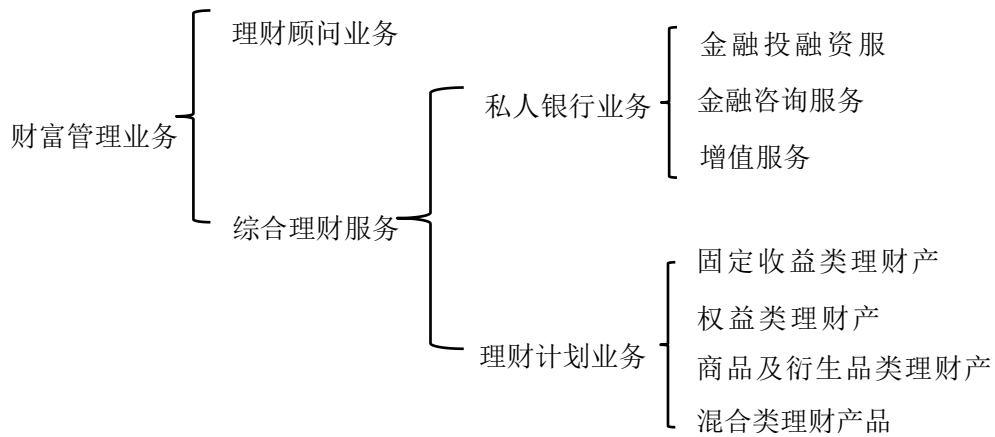 财富管理业务
理财顾问业务
综合理财服务
私人银行业务
金融投融资服
金融咨询服务
增值服务
理财计划业务
固定收益类理财产
权益类理财产
商品及衍生品类理财产
混合类理财产品